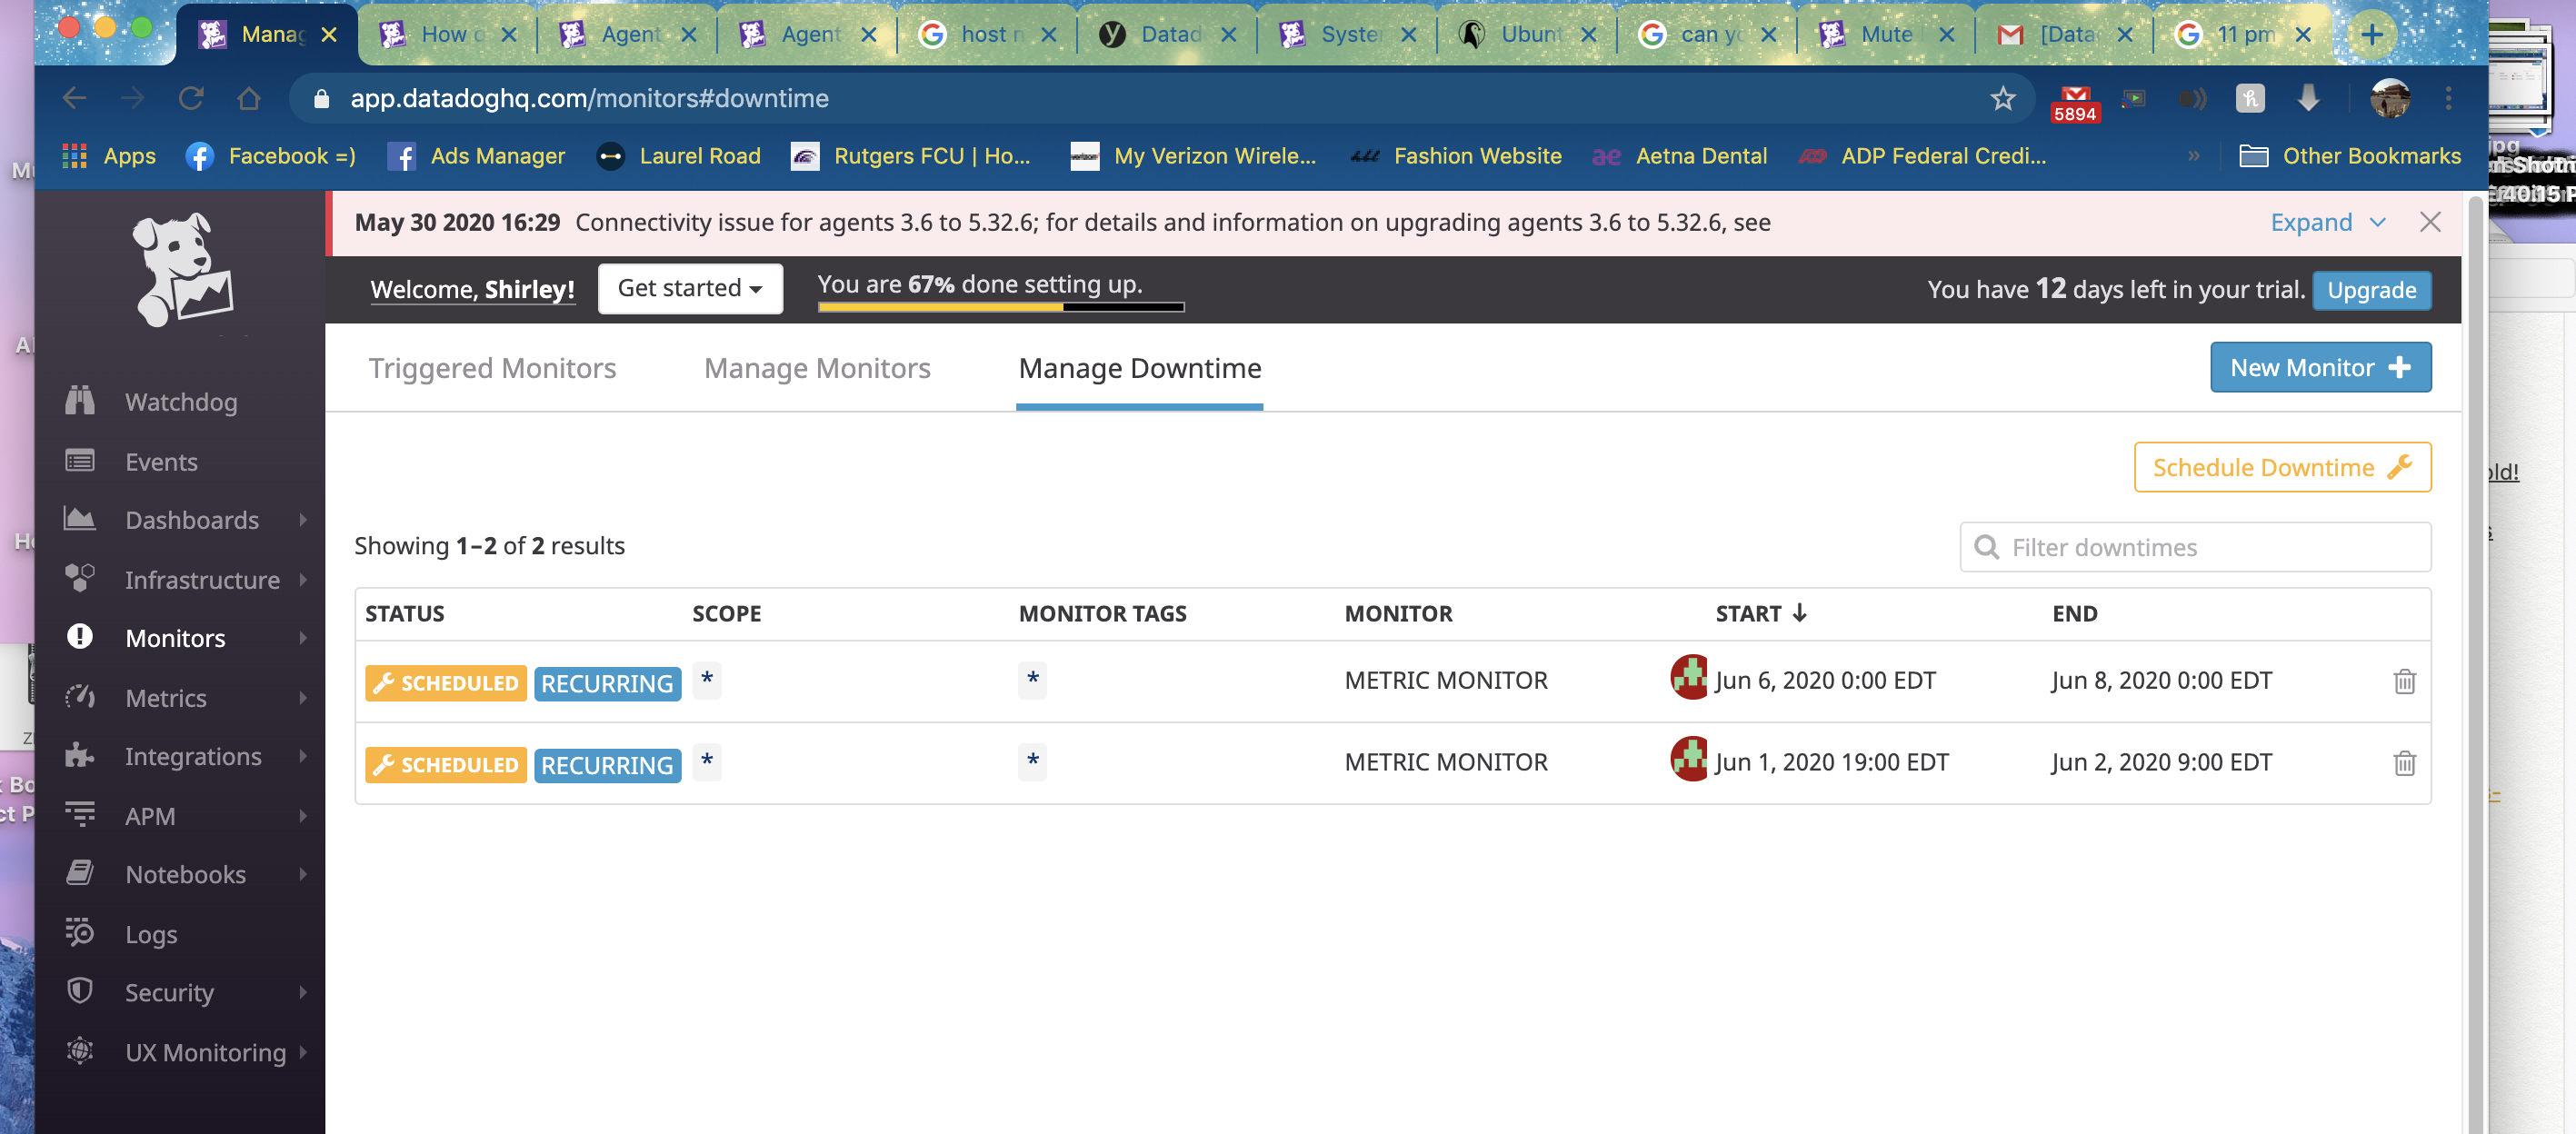 Manag
How d
Agent
Agent
host n
Datad
Syste
Ubunt
can yo
Mute
[Data
11 pm
app.datadoghq.com/monitors#downtime
5894
Apps
Facebook =)
Ads Manager
Laurel Road
Rutgers FCU | Ho...
My Verizon Wirele...
Fashion Website
Aetna Dental
ADP Federal Credi...
»
Other Bookmarks
May 30 2020 16:29 Connectivity issue for agents 3.6 to 5.32.6; for details and information on upgrading agents 3.6 to 5.32.6, see
Expand
Welcome, Shirley!
Get started
You are 67% done setting up.
You have 12 days left in your trial.
Upgrade
Triggered Monitors
Manage Monitors
Manage Downtime
New Monitor +
Schedule Downtime
Showing 1–2 of 2 results
Filter downtimes
STATUS SCOPE MONITOR TAGS MONITOR START ↓ END
SCHEDULED RECURRING * * METRIC MONITOR Jun 6, 2020 0:00 EDT Jun 8, 2020 0:00 EDT
SCHEDULED RECURRING * * METRIC MONITOR Jun 1, 2020 19:00 EDT Jun 2, 2020 9:00 EDT
Watchdog
Events
Dashboards
Infrastructure
Monitors
Metrics
Integrations
APM
Notebooks
Logs
Security
UX Monitoring
old!